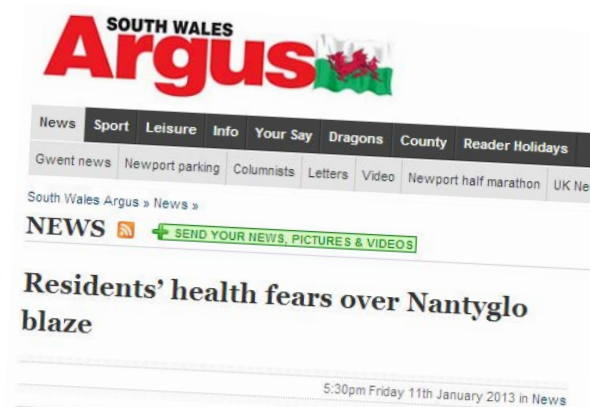 SOUTH WALES
Argus
News Sport Leisure Info Your Say Dragons County Reader Holidays
Gwent news Newport parking Columnists Letters Video Newport half marathon UK Ne
South Wales Argus » News »
NEWS SEND YOUR NEWS, PICTURES & VIDEOS
Residents’ health fears over Nantyglo
blaze
5:30pm Friday 11th January 2013 in News